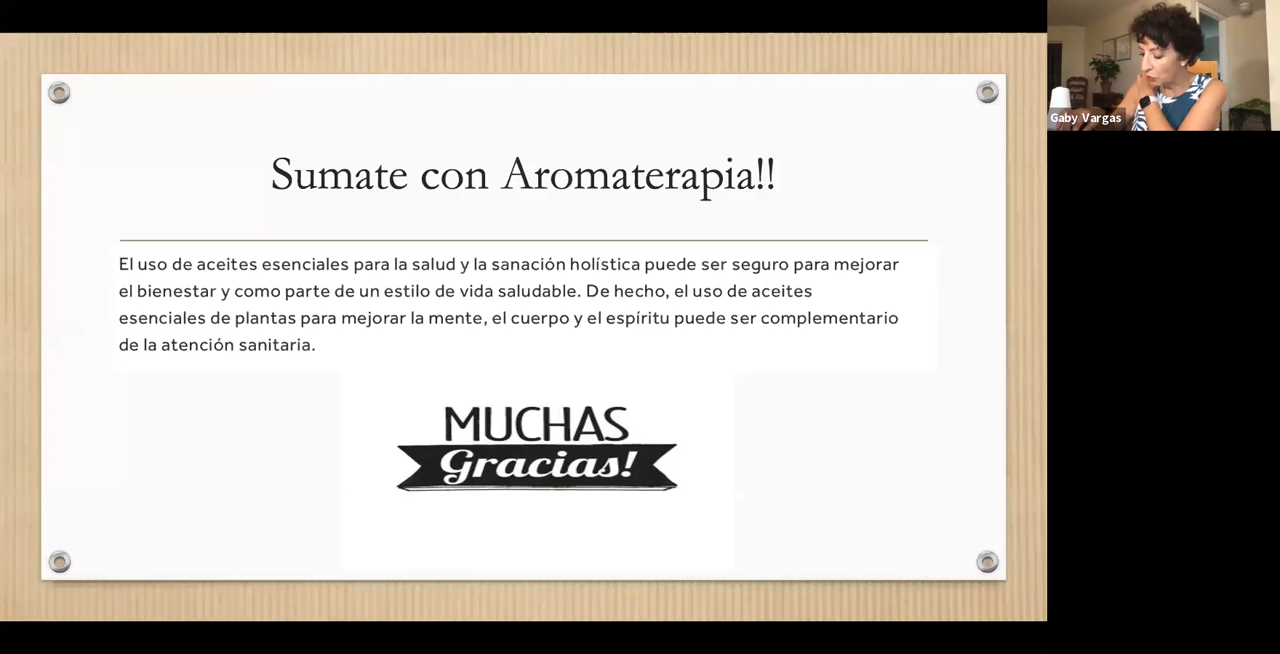 Sumate con Aromaterapia!!
El uso de aceites esenciales para la salud y la sanación holística puede ser seguro para mejorar
el bienestar y como parte de un estilo de vida saludable. De hecho, el uso de aceites
esenciales de plantas para mejorar la mente, el cuerpo y el espíritu puede ser complementario
de la atención sanitaria.
MUCHAS
Gracias!
Gaby Vargas